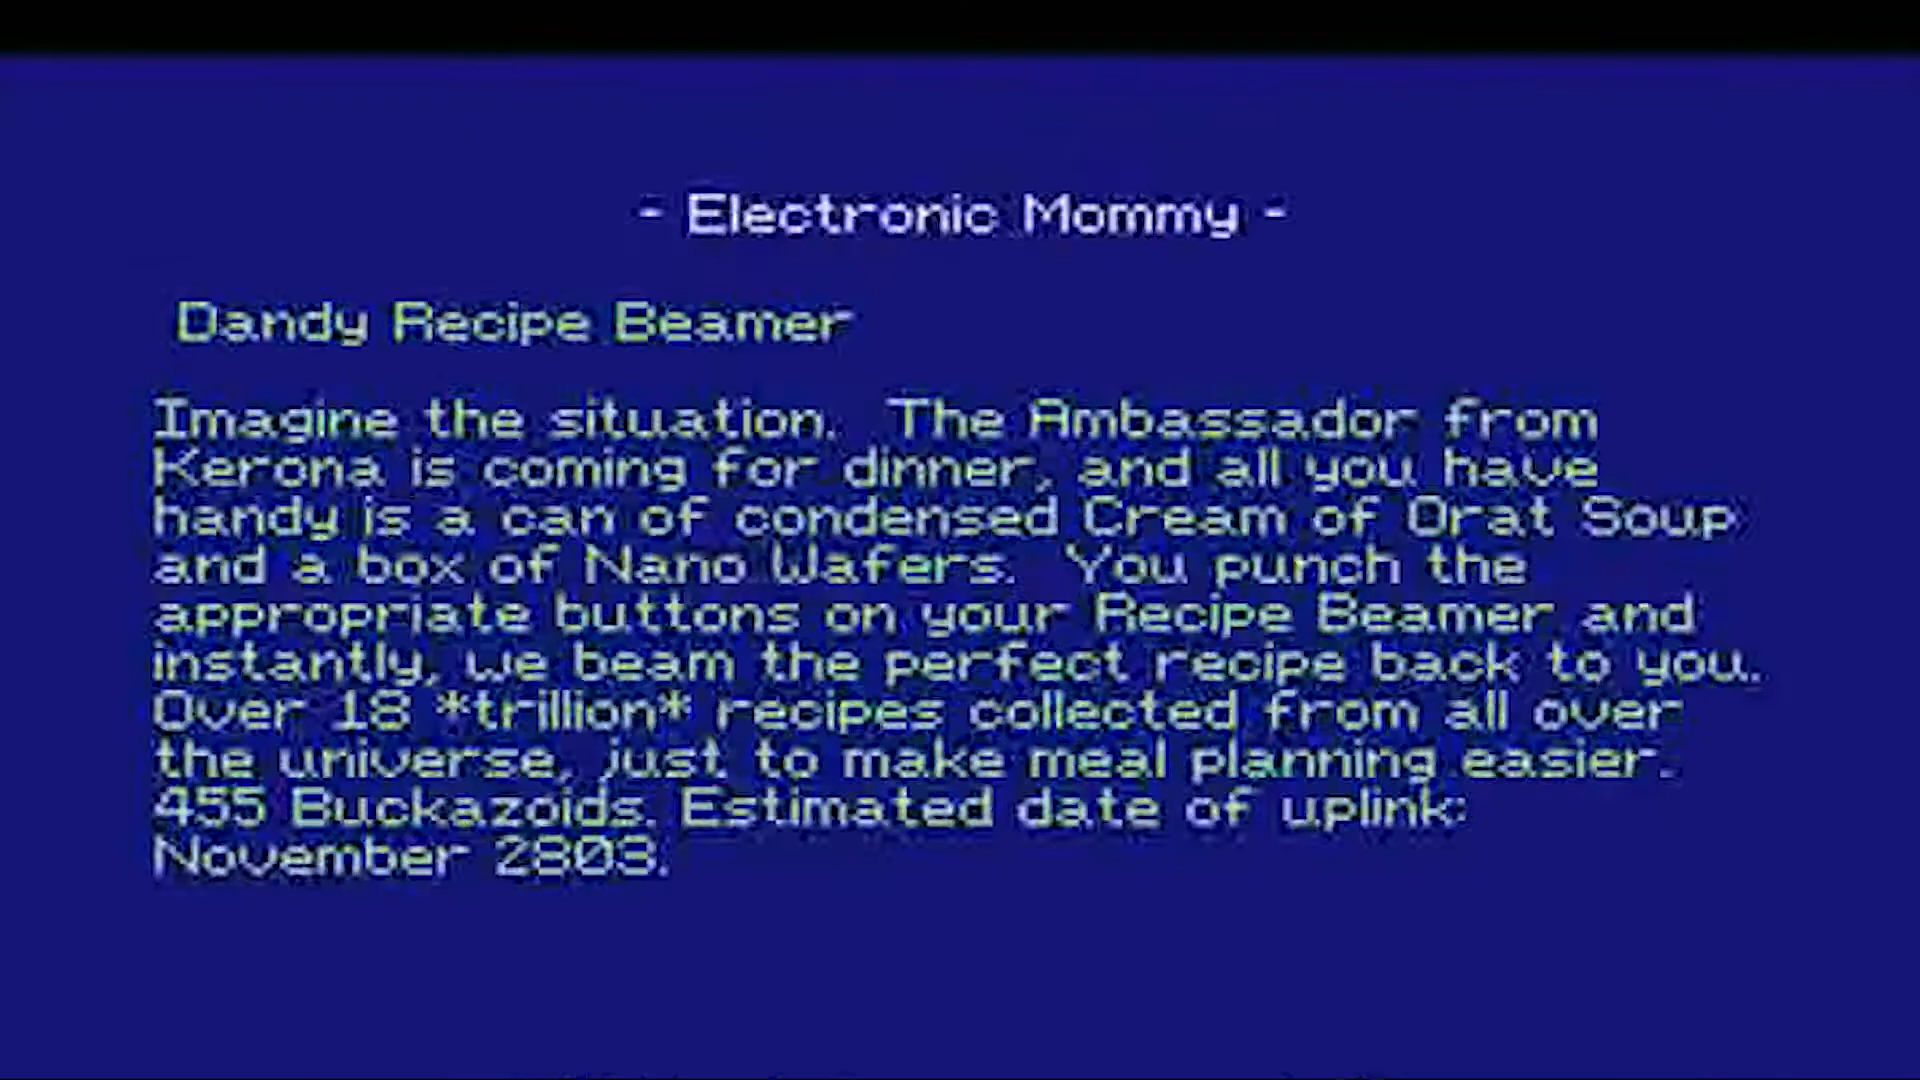 - Electronic Mommy -
Dandy Recipe Beamer
Imagine the situation.  The Ambassador from
Kerona is coming for dinner, and all you have
handy is a can of condensed Cream of Orat Soup
and a box of Nano Wafers.  You punch the
appropriate buttons on your Recipe Beamer and
instantly, we beam the perfect recipe back to you.
Over 18 *trillion* recipes collected from all over
the universe, just to make meal planning easier.
455 Buckazoids. Estimated date of uplink:
November 2803.